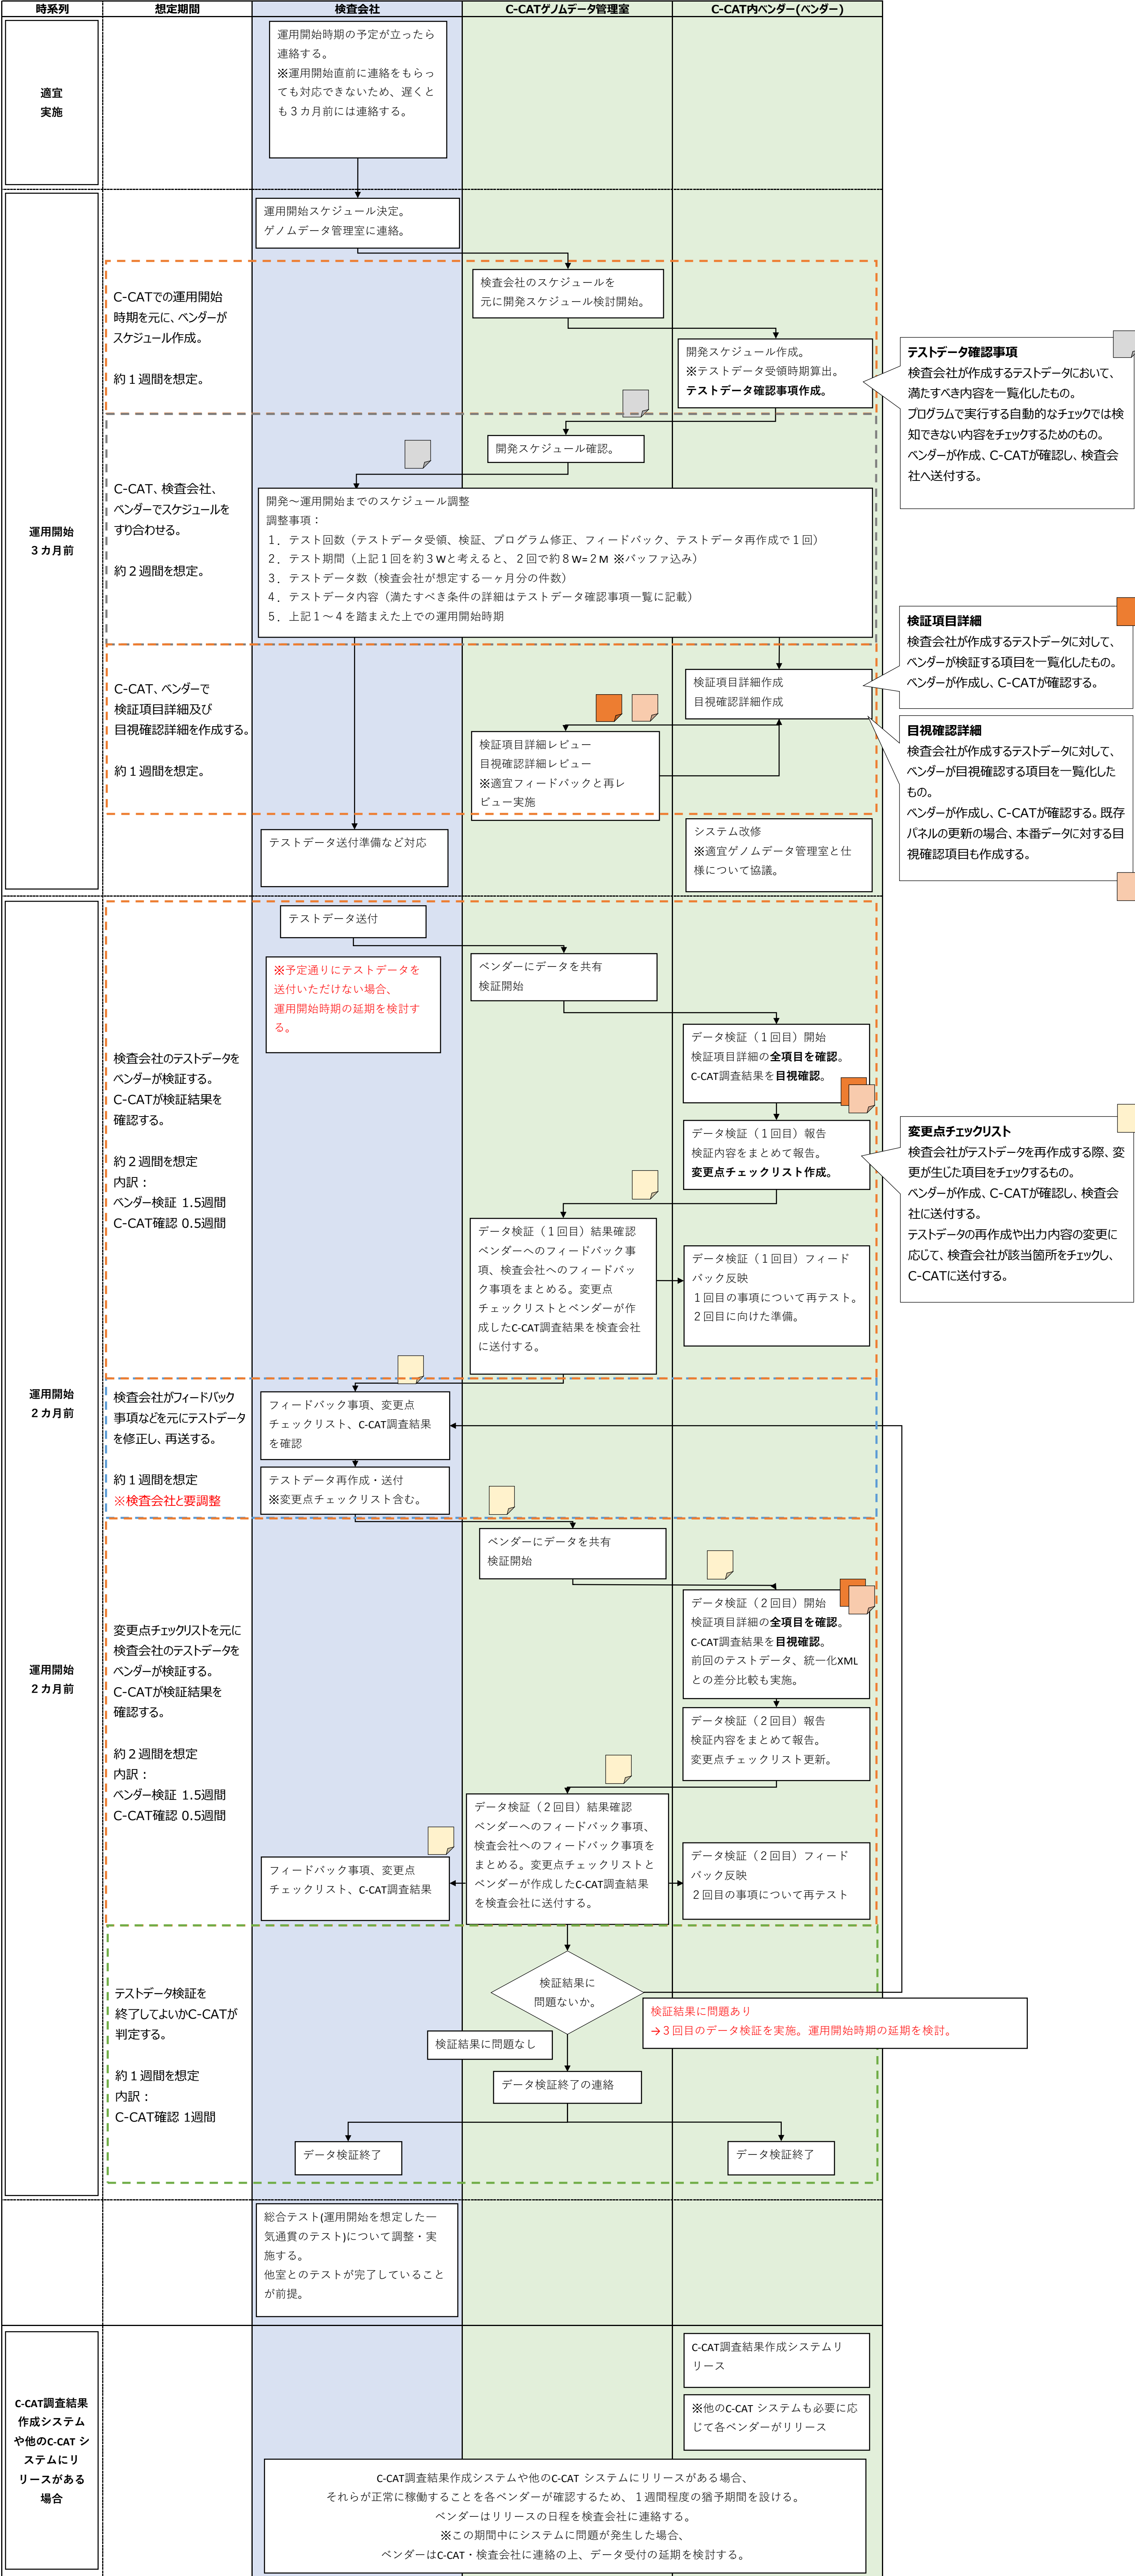 時系列
想定期間
検査会社
C-CATゲノムデータ管理室
C-CAT内ベンダー(ベンダー)
適宜
実施
運用開始時期の予定が立ったら
連絡する。
※運用開始直前に連絡をもらっ
ても対応できないため、遅くと
も３カ月前には連絡する。
運用開始
３カ月前
運用開始スケジュール決定。
ゲノムデータ管理室に連絡。
C-CATでの運用開始
時期を元に、ベンダーが
スケジュール作成。
約１週間を想定。
検査会社のスケジュールを
元に開発スケジュール検討開始。
開発スケジュール作成。
※テストデータ受領時期算出。
テストデータ確認事項作成。
テストデータ確認事項
検査会社が作成するテストデータにおいて、
満たすべき内容を一覧化したもの。
プログラムで実行する自動的なチェックでは検
知できない内容をチェックするためのもの。
ベンダーが作成、C-CATが確認し、検査会
社へ送付する。
開発スケジュール確認。
C-CAT、検査会社、
ベンダーでスケジュールを
すり合わせる。
約２週間を想定。
開発～運用開始までのスケジュール調整
調整事項：
１．テスト回数（テストデータ受領、検証、プログラム修正、フィードバック、テストデータ再作成で１回）
２．テスト期間（上記１回を約３Wと考えると、２回で約８W=２M ※バッファ込み）
３．テストデータ数（検査会社が想定する一ヶ月分の件数）
４．テストデータ内容（満たすべき条件の詳細はテストデータ確認事項一覧に記載）
５．上記１～４を踏まえた上での運用開始時期
C-CAT、ベンダーで
検証項目詳細及び
目視確認詳細を作成する。
約１週間を想定。
検証項目詳細作成
目視確認詳細作成
検証項目詳細
検査会社が作成するテストデータに対して、
ベンダーが検証する項目を一覧化したもの。
ベンダーが作成し、C-CATが確認する。
検証項目詳細レビュー
目視確認詳細レビュー
※適宜フィードバックと再レ
ビュー実施
目視確認詳細
検査会社が作成するテストデータに対して、
ベンダーが目視確認する項目を一覧化した
もの。
ベンダーが作成し、C-CATが確認する。既存
パネルの更新の場合、本番データに対する目
視確認項目も作成する。
テストデータ送付準備など対応
システム改修
※適宜ゲノムデータ管理室と仕
様について協議。
運用開始
２カ月前
テストデータ送付
※予定通りにテストデータを
送付いただけない場合、
運用開始時期の延期を検討す
る。
ベンダーにデータを共有
検証開始
検査会社のテストデータを
ベンダーが検証する。
C-CATが検証結果を
確認する。
約２週間を想定
内訳：
ベンダー検証 1.5週間
C-CAT確認 0.5週間
データ検証（１回目）開始
検証項目詳細の全項目を確認。
C-CAT調査結果を目視確認。
データ検証（１回目）報告
検証内容をまとめて報告。
変更点チェックリスト作成。
変更点チェックリスト
検査会社がテストデータを再作成する際、変
更が生じた項目をチェックするもの。
ベンダーが作成、C-CATが確認し、検査会
社に送付する。
テストデータの再作成や出力内容の変更に
応じて、検査会社が該当箇所をチェックし、
C-CATに送付する。
データ検証（１回目）結果確認
ベンダーへのフィードバック事
項、検査会社へのフィードバッ
ク事項をまとめる。変更点
チェックリストとベンダーが作
成したC-CAT調査結果を検査会社
に送付する。
データ検証（１回目）フィード
バック反映
１回目の事項について再テスト。
２回目に向けた準備。
検査会社がフィードバック
事項などを元にテストデータ
を修正し、再送する。
約１週間を想定
※検査会社と要調整
フィードバック事項、変更点
チェックリスト、C-CAT調査結果
を確認
テストデータ再作成・送付
※変更点チェックリスト含む。
運用開始
２カ月前
ベンダーにデータを共有
検証開始
変更点チェックリストを元に
検査会社のテストデータを
ベンダーが検証する。
C-CATが検証結果を
確認する。
約２週間を想定
内訳：
ベンダー検証 1.5週間
C-CAT確認 0.5週間
データ検証（２回目）開始
検証項目詳細の全項目を確認。
C-CAT調査結果を目視確認。
前回のテストデータ、統一化XML
との差分比較も実施。
データ検証（２回目）報告
検証内容をまとめて報告。
変更点チェックリスト更新。
データ検証（２回目）結果確認
ベンダーへのフィードバック事項、
検査会社へのフィードバック事項を
まとめる。変更点チェックリストと
ベンダーが作成したC-CAT調査結果
を検査会社に送付する。
フィードバック事項、変更点
チェックリスト、C-CAT調査結果
データ検証（２回目）フィード
バック反映
２回目の事項について再テスト
テストデータ検証を
終了してよいかC-CATが
判定する。
約１週間を想定
内訳：
C-CAT確認 1週間
検証結果に
問題ないか。
検証結果に問題あり
→３回目のデータ検証を実施。運用開始時期の延期を検討。
検証結果に問題なし
データ検証終了の連絡
データ検証終了
データ検証終了
総合テスト(運用開始を想定した一
気通貫のテスト)について調整・実
施する。
他室とのテストが完了していること
が前提。
C-CAT調査結果
作成システム
や他のC-CAT シ
ステムにリ
リースがある
場合
C-CAT調査結果作成システムリ
リース
※他のC-CAT システムも必要に応
じて各ベンダーがリリース
C-CAT調査結果作成システムや他のC-CAT システムにリリースがある場合、
それらが正常に稼働することを各ベンダーが確認するため、１週間程度の猶予期間を設ける。
ベンダーはリリースの日程を検査会社に連絡する。
※この期間中にシステムに問題が発生した場合、
ベンダーはC-CAT・検査会社に連絡の上、データ受付の延期を検討する。